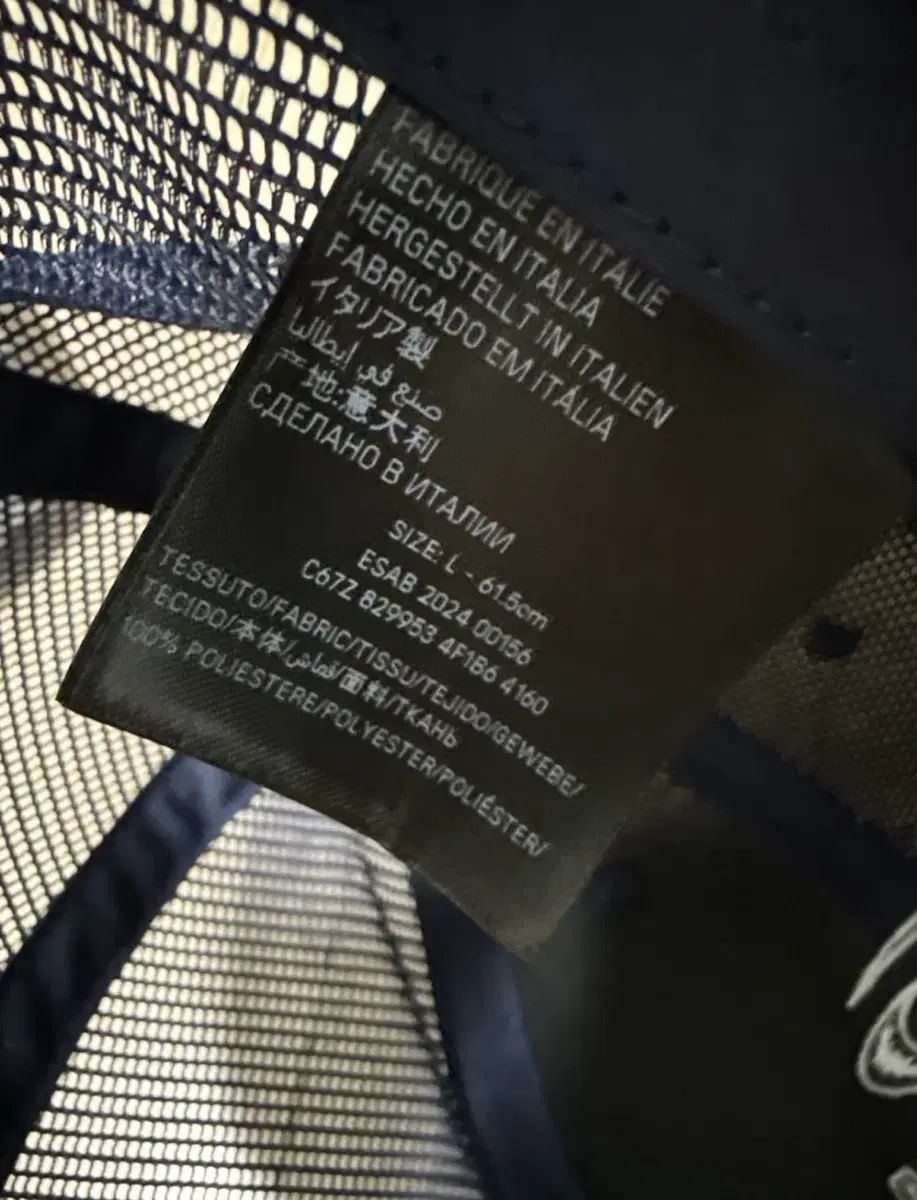 FABRIQUE EN ITALIE
HECHO EN ITALIA
HERGESTELLT IN ITALIEN
FABRICADO EM ITÁLIA
イタリア製
صنع في إيطاليا
产地:意大利
СДЕЛАНО В ИТАЛИИ
SIZE: L - 61.5cm
ESAB 2024 00156
C67Z B29953 4F1B6 4160
TESSUTO/FABRIC/TISSU/TEJIDO/GEWEBE/
TECIDO/本体/قماش/面料/ТКАНЬ
100% POLIESTERE/POLYESTER/POLIÉSTER/